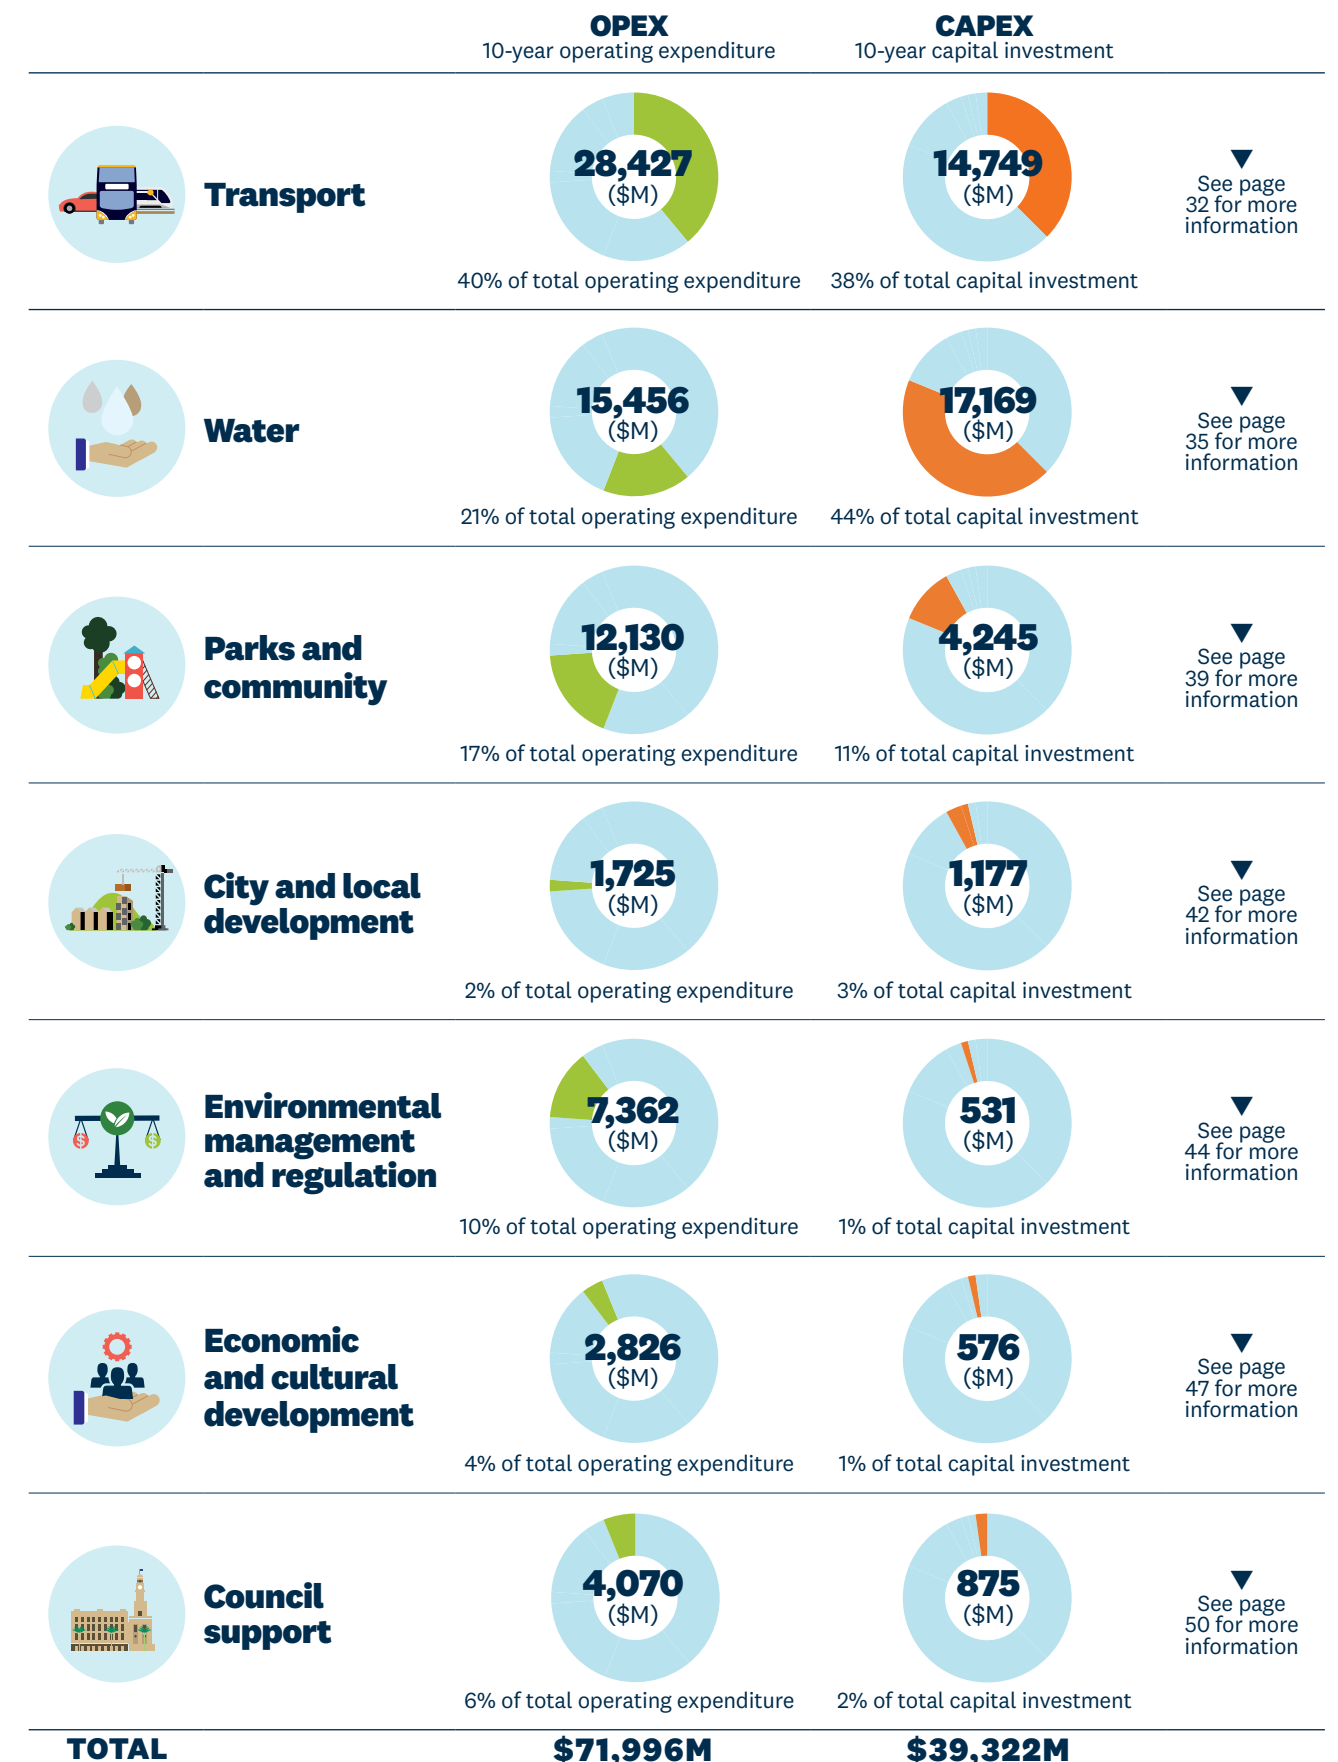 OPEX
10-year operating expenditure
CAPEX
10-year capital investment
Transport
28,427
($M)
40% of total operating expenditure
14,749
($M)
38% of total capital investment
See page
32 for more
information
Water
15,456
($M)
21% of total operating expenditure
17,169
($M)
44% of total capital investment
See page
35 for more
information
Parks and
community
12,130
($M)
17% of total operating expenditure
4,245
($M)
11% of total capital investment
See page
39 for more
information
City and local
development
1,725
($M)
2% of total operating expenditure
1,177
($M)
3% of total capital investment
See page
42 for more
information
$
$
Environmental
management
and regulation
7,362
($M)
10% of total operating expenditure
531
($M)
1% of total capital investment
See page
44 for more
information
Economic
and cultural
development
2,826
($M)
4% of total operating expenditure
576
($M)
1% of total capital investment
See page
47 for more
information
Council
support
4,070
($M)
6% of total operating expenditure
875
($M)
2% of total capital investment
See page
50 for more
information
TOTAL
$71,996M
$39,322M